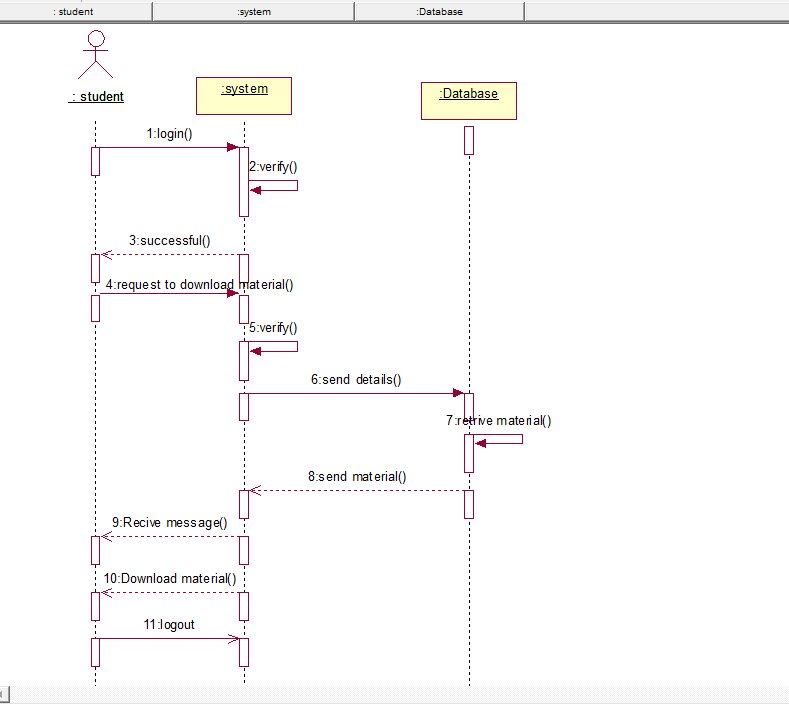 : student
:system
:Database
: student
:system
:Database
1:login()
2:verify()
3:successful()
4:request to download material()
5:verify()
6:send details()
7:retrive material()
8:send material()
9:Recive message()
10:Download material()
11:logout